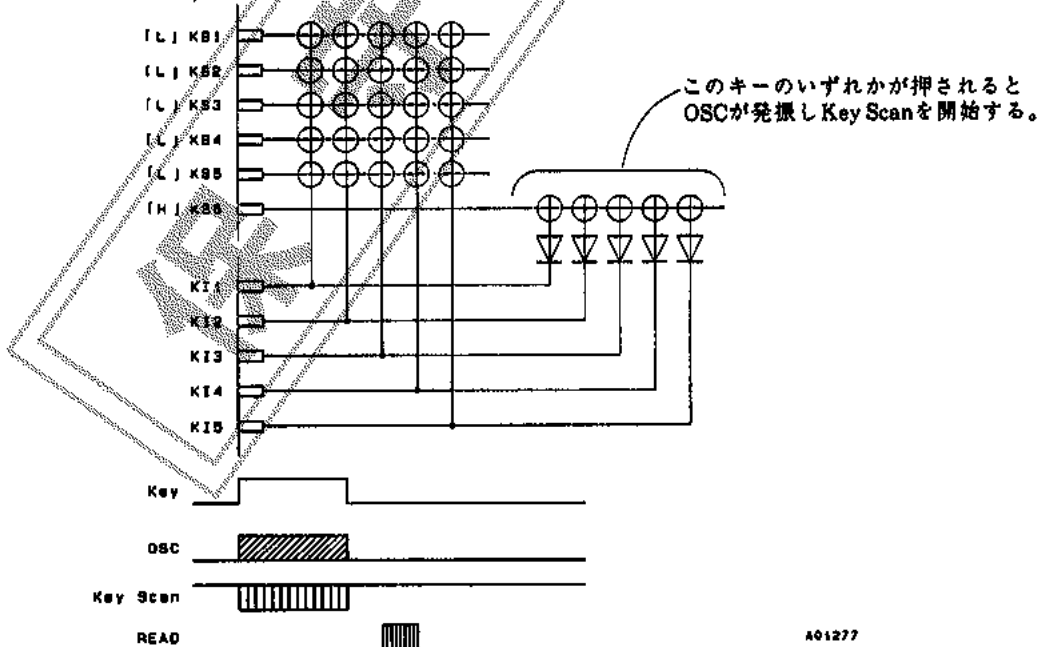 「L」KS1
「L」KS2
「L」KS3
「L」KS4
「L」KS5
「H」KS6
このキーのいずれかが押されると
OSCが発振しKey Scanを開始する。
KI1
KI2
KI3
KI4
KI5
Key
OSC
Key Scan
READ
A01277